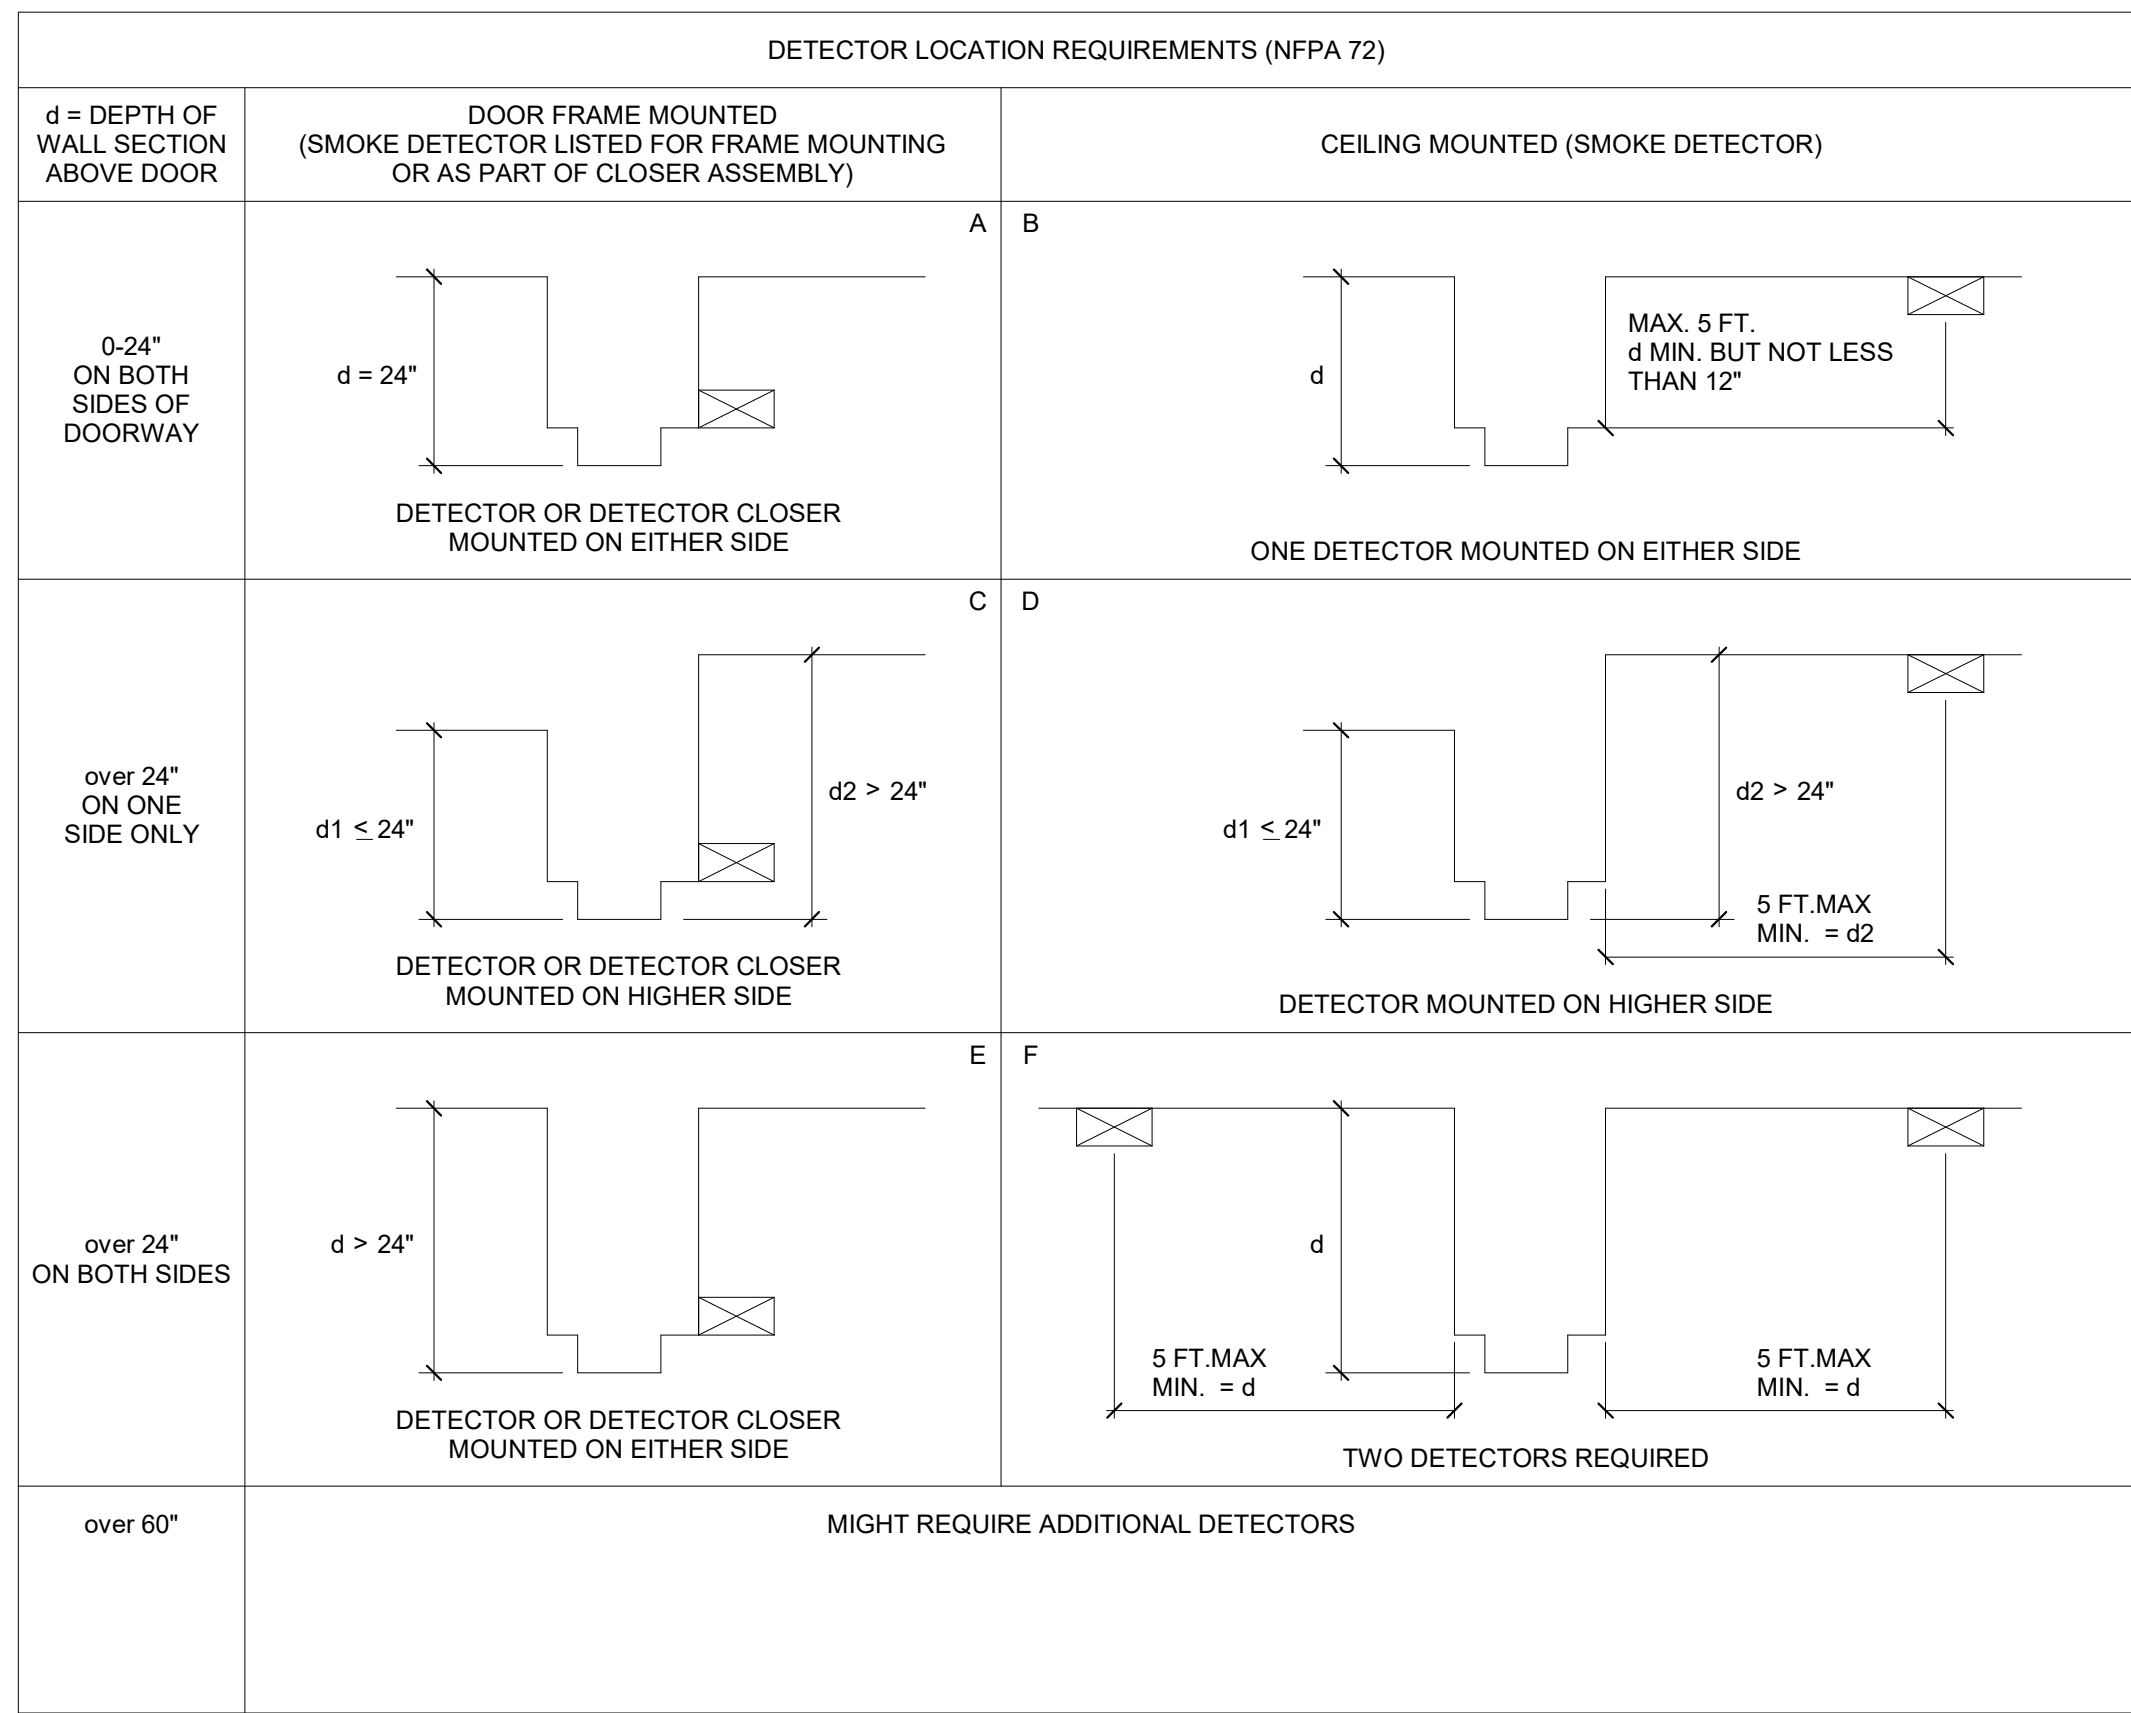 DETECTOR LOCATION REQUIREMENTS (NFPA 72)
d = DEPTH OF
WALL SECTION
ABOVE DOOR
DOOR FRAME MOUNTED
(SMOKE DETECTOR LISTED FOR FRAME MOUNTING
OR AS PART OF CLOSER ASSEMBLY)
CEILING MOUNTED (SMOKE DETECTOR)
0-24"
ON BOTH
SIDES OF
DOORWAY
A
d = 24"
DETECTOR OR DETECTOR CLOSER
MOUNTED ON EITHER SIDE
B
d
MAX. 5 FT.
d MIN. BUT NOT LESS
THAN 12"
ONE DETECTOR MOUNTED ON EITHER SIDE
over 24"
ON ONE
SIDE ONLY
C
d1 ≤ 24"
d2 > 24"
DETECTOR OR DETECTOR CLOSER
MOUNTED ON HIGHER SIDE
D
d1 ≤ 24"
d2 > 24"
5 FT.MAX
MIN. = d2
DETECTOR MOUNTED ON HIGHER SIDE
over 24"
ON BOTH SIDES
E
d > 24"
DETECTOR OR DETECTOR CLOSER
MOUNTED ON EITHER SIDE
F
d
5 FT.MAX
MIN. = d
5 FT.MAX
MIN. = d
TWO DETECTORS REQUIRED
over 60"
MIGHT REQUIRE ADDITIONAL DETECTORS